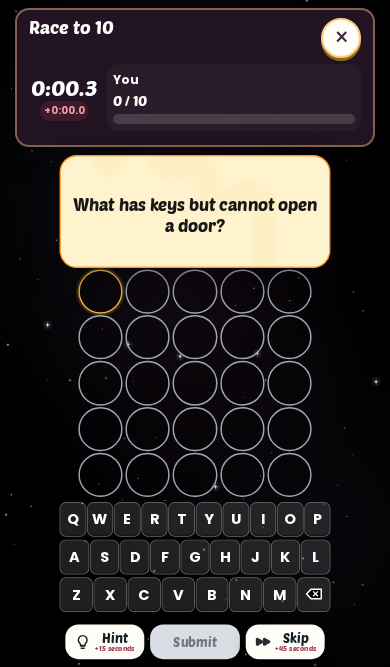 Race to 10
×
0:00.3
+0:00.0
You
0 / 10
What has keys but cannot open
a door?
Q W E R T Y U I O P
A S D F G H J K L
Z X C V B N M
Hint
+15 seconds
Submit
Skip
+45 seconds